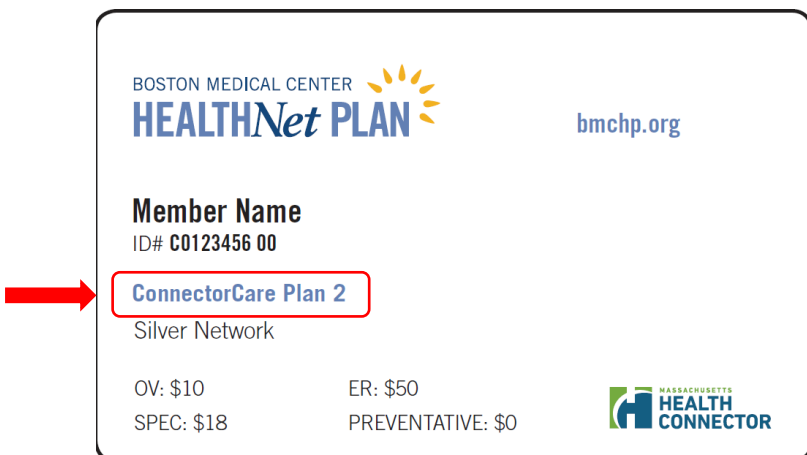 BOSTON MEDICAL CENTER
HEALTHNet PLAN
bmchp.org
Member Name
ID# C0123456 00
ConnectorCare Plan 2
Silver Network
OV: $10 ER: $50
SPEC: $18 PREVENTATIVE: $0
MASSACHUSETTS
HEALTH
CONNECTOR